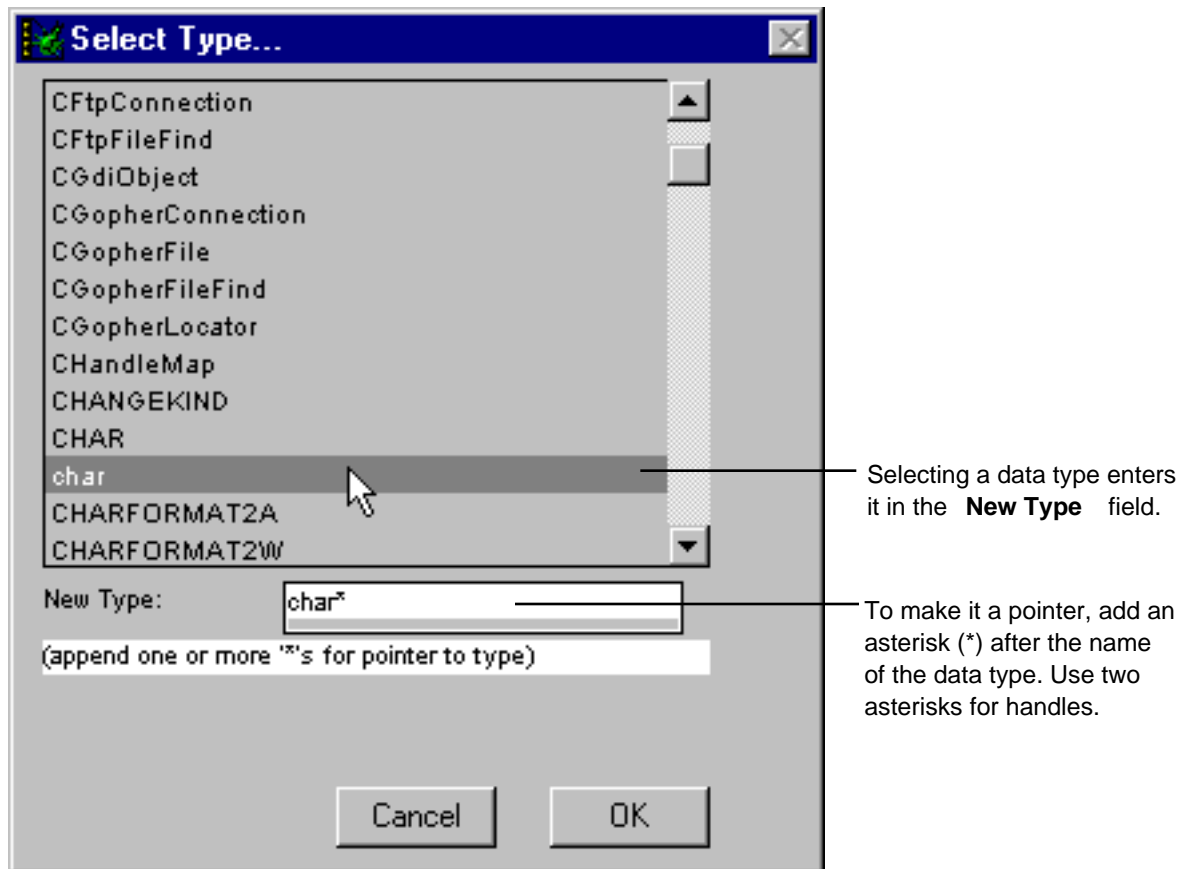 Select Type...
CFtpConnection
CFtpFileFind
CGdiObject
CGopherConnection
CGopherFile
CGopherFileFind
CGopherLocator
CHandleMap
CHANGEKIND
CHAR
char
CHARFORMAT2A
CHARFORMAT2W
Selecting a data type enters
it in the New Type field.
New Type: char*
(append one or more '*'s for pointer to type)
To make it a pointer, add an
asterisk (*) after the name
of the data type. Use two
asterisks for handles.
Cancel OK